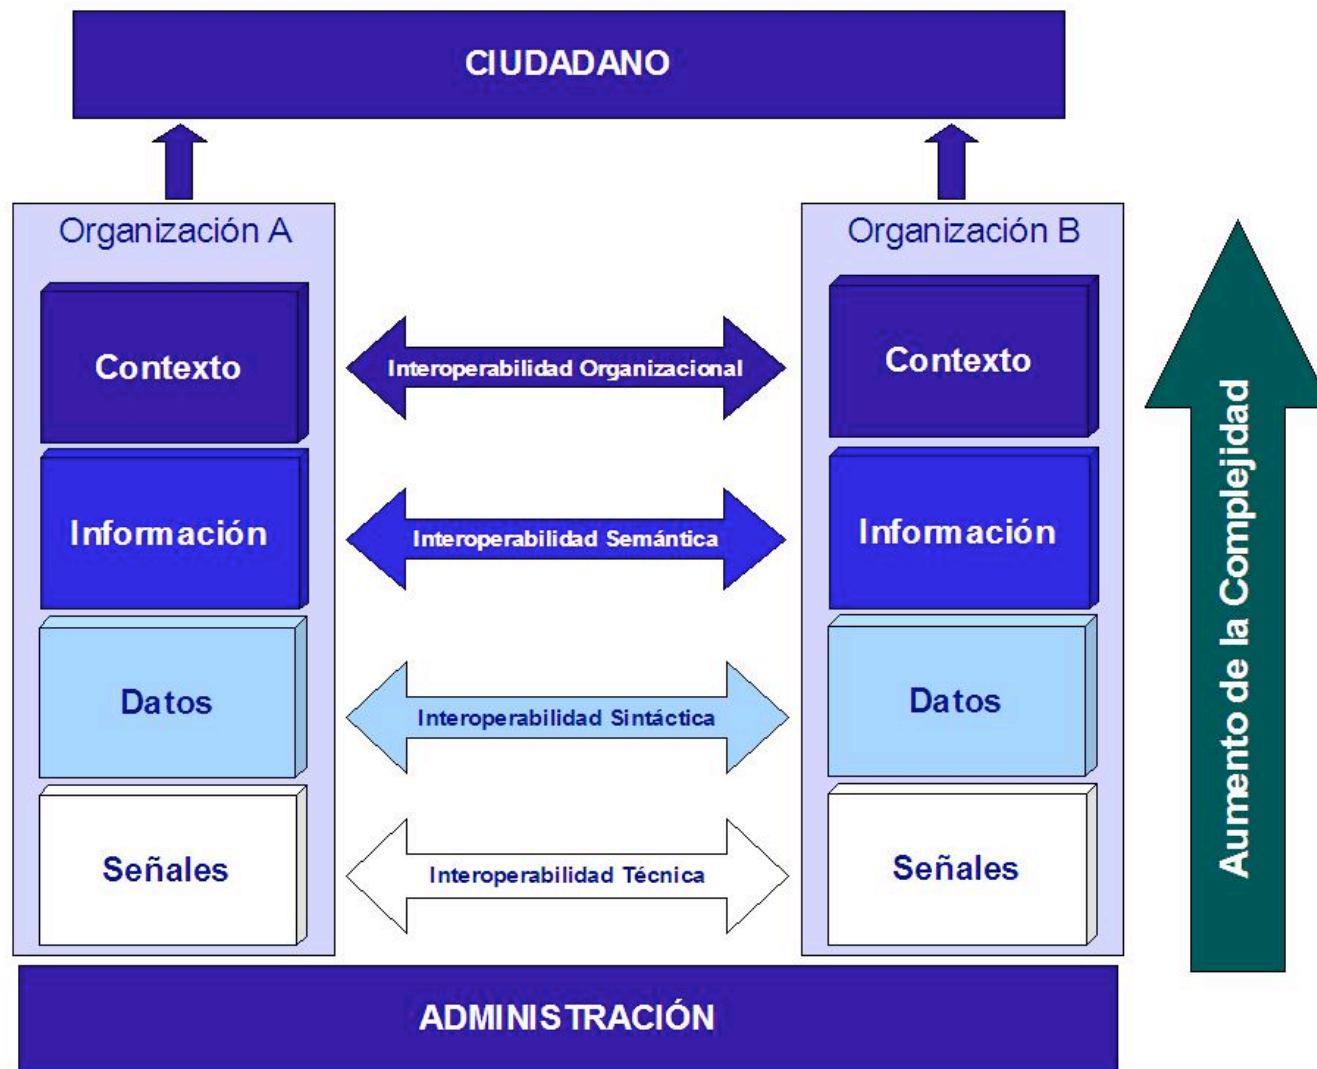 CIUDADANO
Organización A
Organización B
Contexto
Interoperabilidad Organizacional
Contexto
Información
Interoperabilidad Semántica
Información
Datos
Interoperabilidad Sintáctica
Datos
Señales
Interoperabilidad Técnica
Señales
Aumento de la Complejidad
ADMINISTRACIÓN